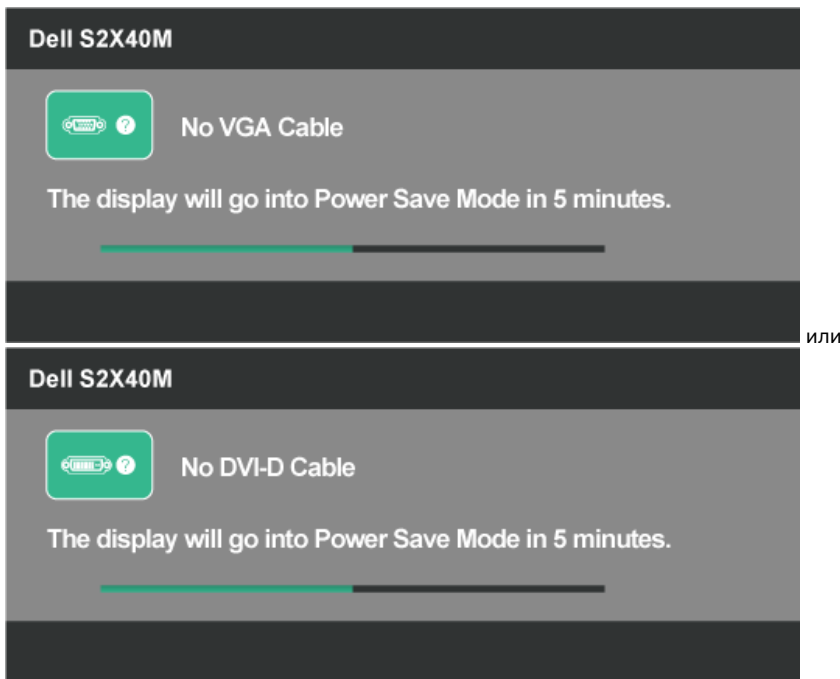 Dell S2X40M
?
No VGA Cable
The display will go into Power Save Mode in 5 minutes.
или
Dell S2X40M
?
No DVI-D Cable
The display will go into Power Save Mode in 5 minutes.